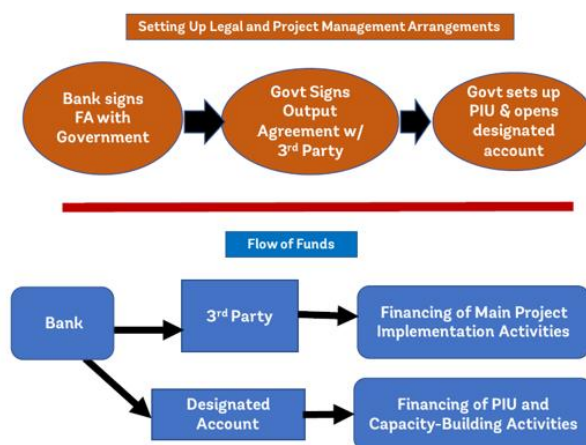 Setting Up Legal and Project Management Arrangements
Bank signs
FA with
Government
Govt Signs
Output
Agreement w/
3rd Party
Govt sets up
PIU & opens
designated
account
Flow of Funds
Bank
3rd Party
Financing of Main Project
Implementation Activities
Designated
Account
Financing of PIU and
Capacity-Building Activities